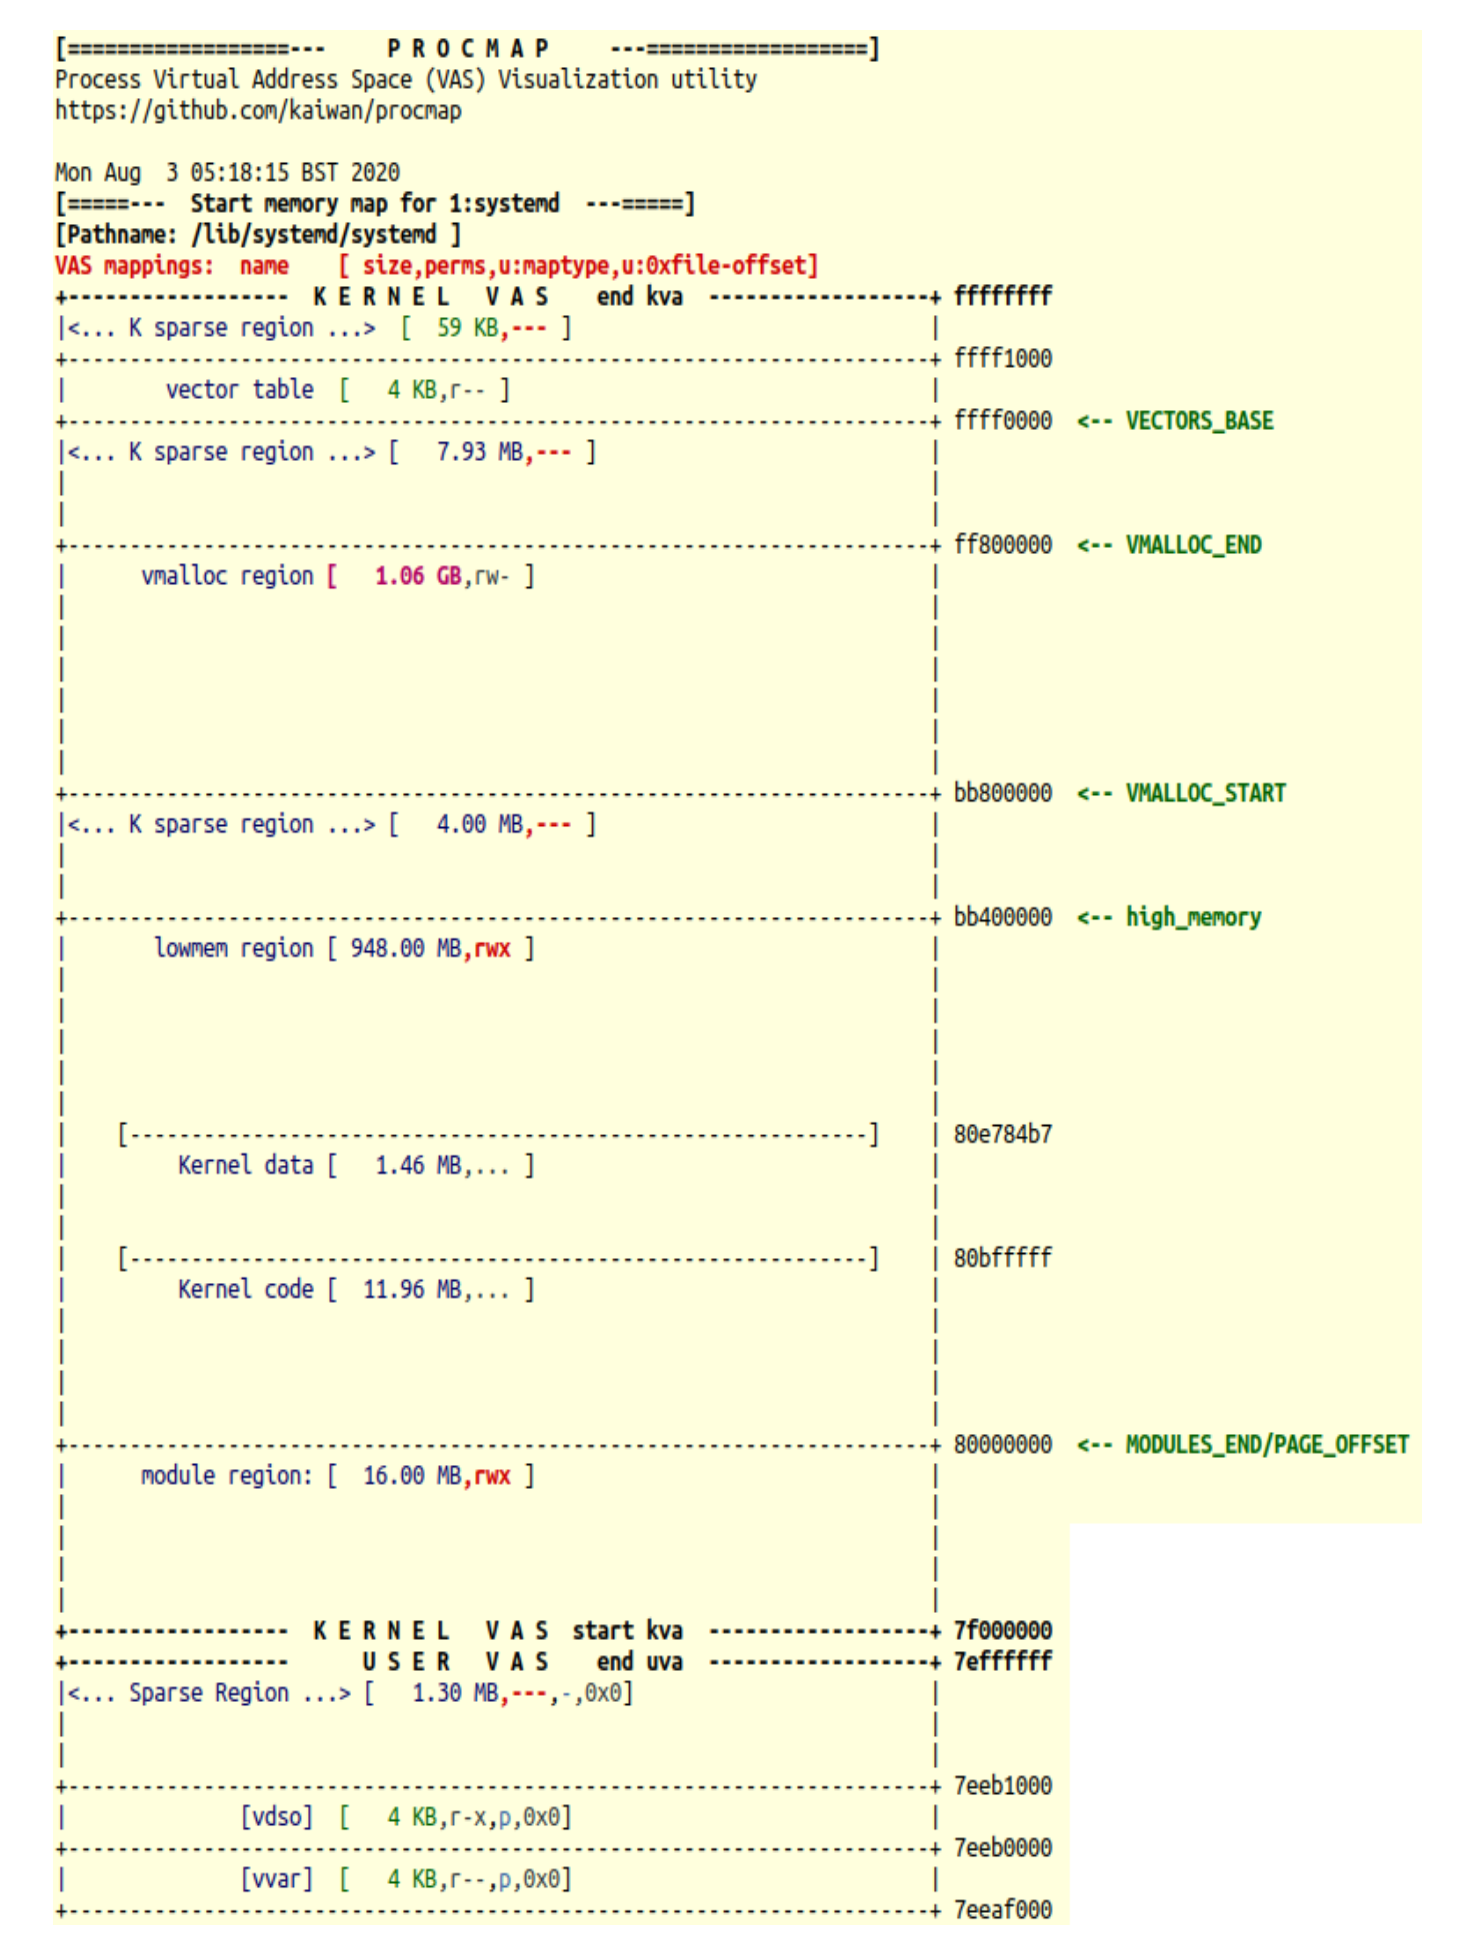 [==================---     P R O C M A P     ---==================]
Process Virtual Address Space (VAS) Visualization utility
https://github.com/kaiwan/procmap
Mon Aug  3 05:18:15 BST 2020
[=====---  Start memory map for 1:systemd  ---=====]
[Pathname: /lib/systemd/systemd ]
VAS mappings:  name    [ size,perms,u:maptype,u:0xfile-offset]
+------------------  K E R N E L   V A S    end kva  ------------------+ ffffffff
|<... K sparse region ...>  [  59 KB,--- ]                             |
+----------------------------------------------------------------------+ ffff1000
|        vector table  [   4 KB,r-- ]                                  |
+----------------------------------------------------------------------+ ffff0000  <-- VECTORS_BASE
|<... K sparse region ...> [   7.93 MB,--- ]                           |
|                                                                      |
|                                                                      |
+----------------------------------------------------------------------+ ff800000  <-- VMALLOC_END
|      vmalloc region [   1.06 GB,rw- ]                                |
|                                                                      |
|                                                                      |
|                                                                      |
|                                                                      |
|                                                                      |
|                                                                      |
+----------------------------------------------------------------------+ bb800000  <-- VMALLOC_START
|<... K sparse region ...> [   4.00 MB,--- ]                           |
|                                                                      |
|                                                                      |
+----------------------------------------------------------------------+ bb400000  <-- high_memory
|       lowmem region [ 948.00 MB,rwx ]                                |
|                                                                      |
|                                                                      |
|                                                                      |
|                                                                      |
|                                                                      |
|    [------------------------------------------------------------]    | 80e784b7
|         Kernel data [   1.46 MB,... ]                                |
|                                                                      |
|                                                                      |
|    [------------------------------------------------------------]    | 80bfffff
|         Kernel code [  11.96 MB,... ]                                |
|                                                                      |
|                                                                      |
|                                                                      |
|                                                                      |
+----------------------------------------------------------------------+ 80000000  <-- MODULES_END/PAGE_OFFSET
|      module region: [  16.00 MB,rwx ]                                |
|                                                                      |
|                                                                      |
|                                                                      |
|                                                                      |
+------------------  K E R N E L   V A S  start kva  ------------------+ 7f000000
+------------------      U S E R   V A S    end uva  ------------------+ 7effffff
|<... Sparse Region ...> [   1.30 MB,---,-,0x0]                        |
|                                                                      |
|                                                                      |
+----------------------------------------------------------------------+ 7eeb1000
|              [vdso]  [   4 KB,r-x,p,0x0]                             |
+----------------------------------------------------------------------+ 7eeb0000
|              [vvar]  [   4 KB,r--,p,0x0]                             |
+----------------------------------------------------------------------+ 7eeaf000